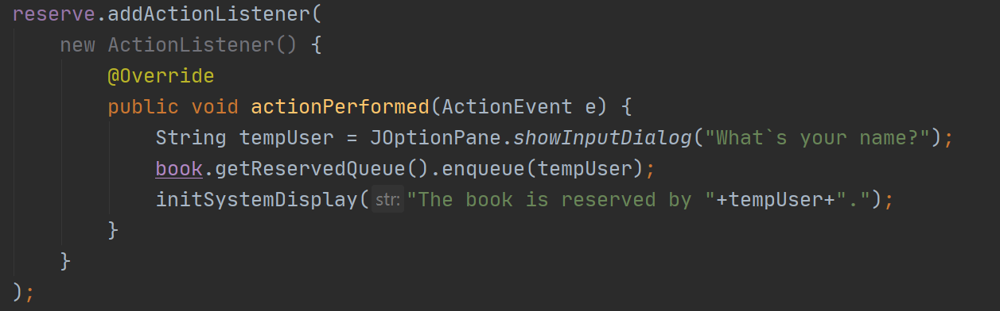 reserve.addActionListener(
    new ActionListener() {
        @Override
        public void actionPerformed(ActionEvent e) {
            String tempUser = JOptionPane.showInputDialog("What`s your name?");
            book.getReservedQueue().enqueue(tempUser);
            initSystemDisplay( str: "The book is reserved by "+tempUser+".");
        }
    }
);